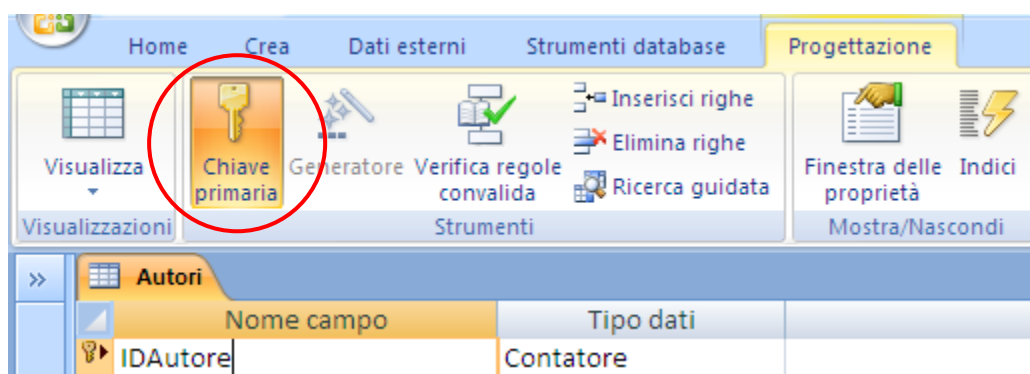 Home Crea Dati esterni Strumenti database Progettazione
Visualizza
Chiave
primaria
Generatore
Verifica regole
convalida
Inserisci righe
Elimina righe
Ricerca guidata
Finestra delle
proprietà
Indici
Visualizzazioni Strumenti Mostra/Nascondi
» Autori
Nome campo Tipo dati
IDAutore Contatore